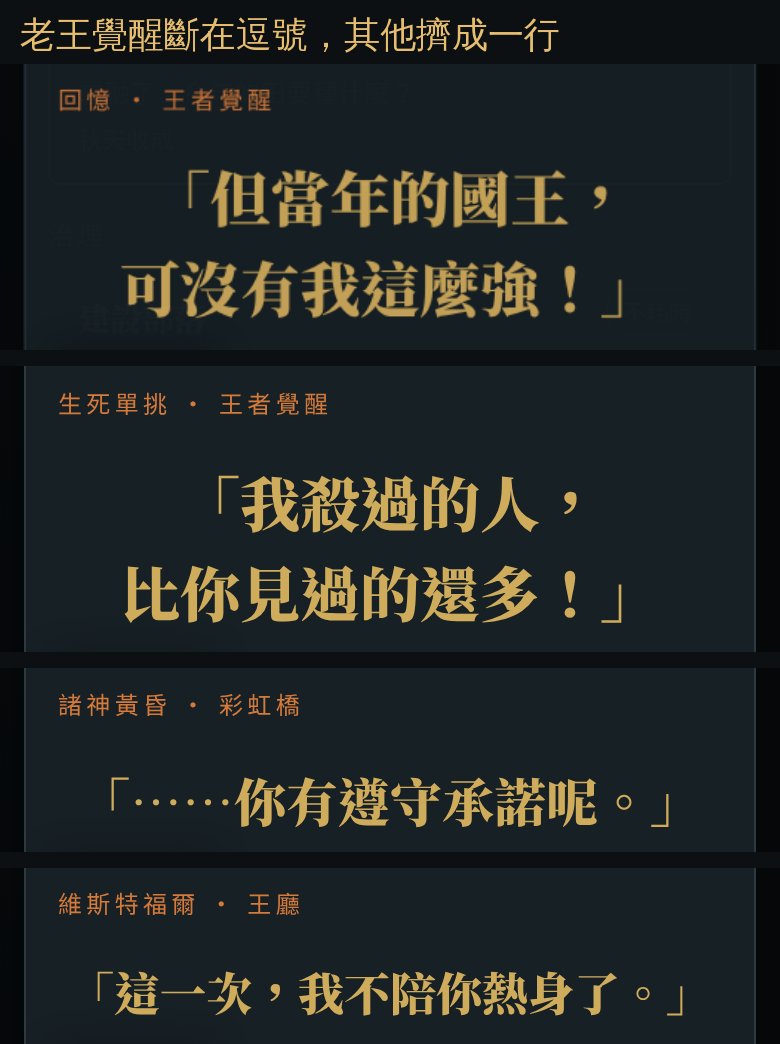 老王覺醒斷在逗號，其他擠成一行
回憶 · 王者覺醒
「但當年的國王，
可沒有我這麼強！」
生死單挑 · 王者覺醒
「我殺過的人，
比你見過的還多！」
諸神黃昏 · 彩虹橋
「⋯⋯你有遵守承諾呢。」
維斯特福爾 · 王廳
「這一次，我不陪你熱身了。」